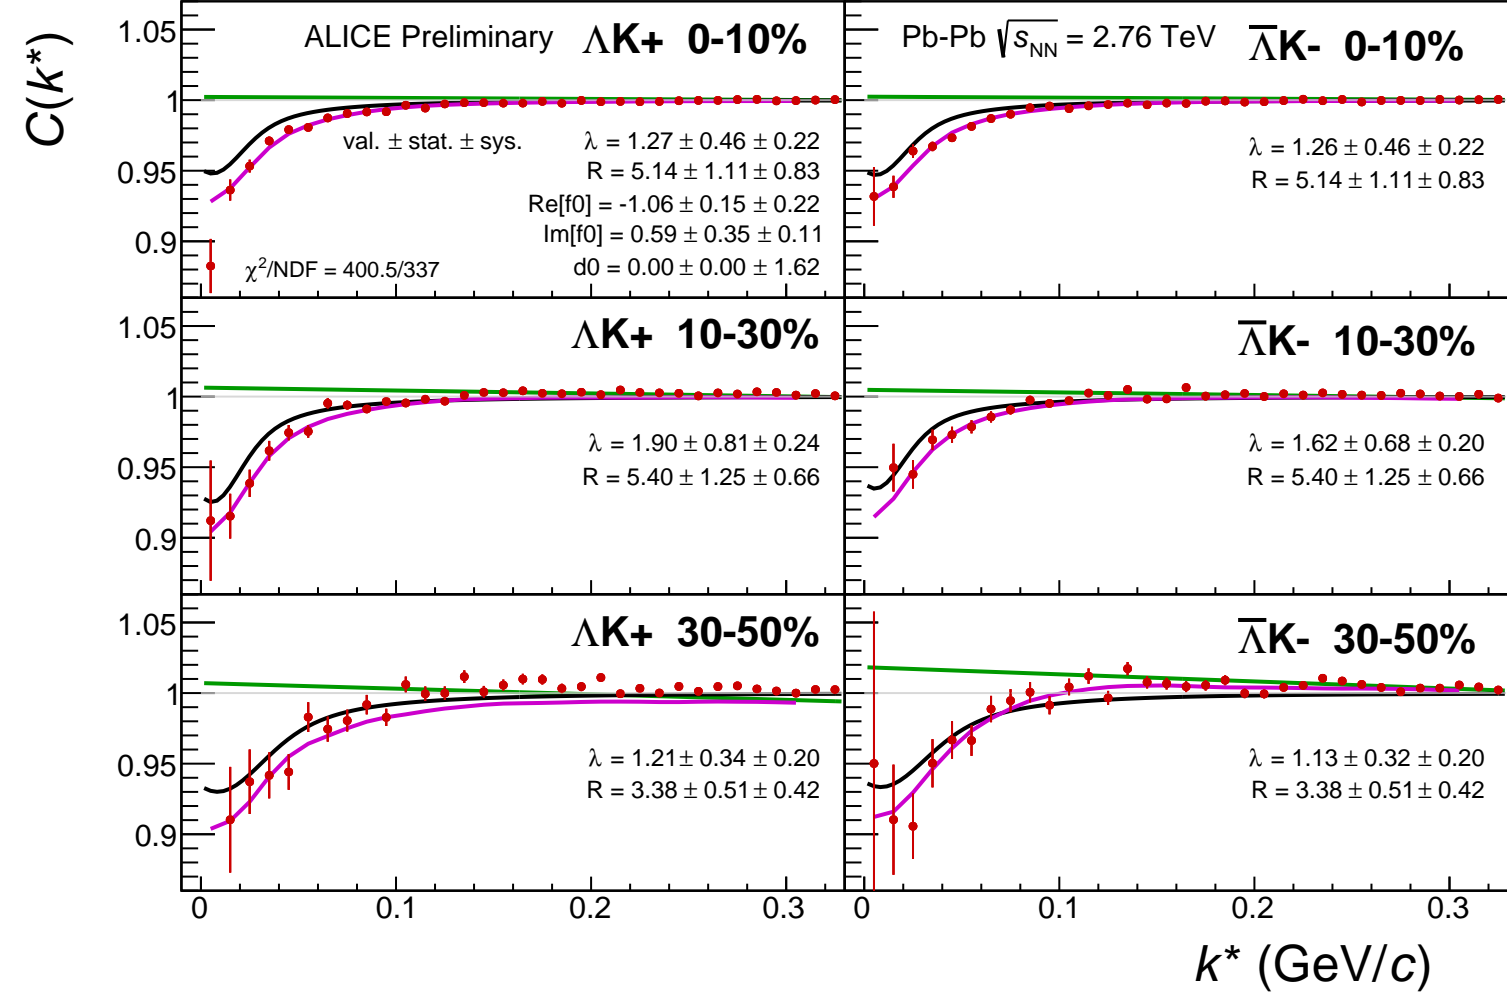 C(k*)
ALICE Preliminary ΛK+ 0-10%
1.05
1
0.95
0.9
val. ± stat. ± sys.
λ = 1.27 ± 0.46 ± 0.22
R = 5.14 ± 1.11 ± 0.83
Re[f0] = -1.06 ± 0.15 ± 0.22
Im[f0] = 0.59 ± 0.35 ± 0.11
d0 = 0.00 ± 0.00 ± 1.62
χ²/NDF = 400.5/337
Pb-Pb √sNN = 2.76 TeV Λ̅K- 0-10%
λ = 1.26 ± 0.46 ± 0.22
R = 5.14 ± 1.11 ± 0.83
ΛK+ 10-30%
1.05
1
0.95
0.9
λ = 1.90 ± 0.81 ± 0.24
R = 5.40 ± 1.25 ± 0.66
Λ̅K- 10-30%
λ = 1.62 ± 0.68 ± 0.20
R = 5.40 ± 1.25 ± 0.66
ΛK+ 30-50%
1.05
1
0.95
0.9
λ = 1.21 ± 0.34 ± 0.20
R = 3.38 ± 0.51 ± 0.42
Λ̅K- 30-50%
λ = 1.13 ± 0.32 ± 0.20
R = 3.38 ± 0.51 ± 0.42
0 0.1 0.2 0.3
0 0.1 0.2 0.3
k* (GeV/c)